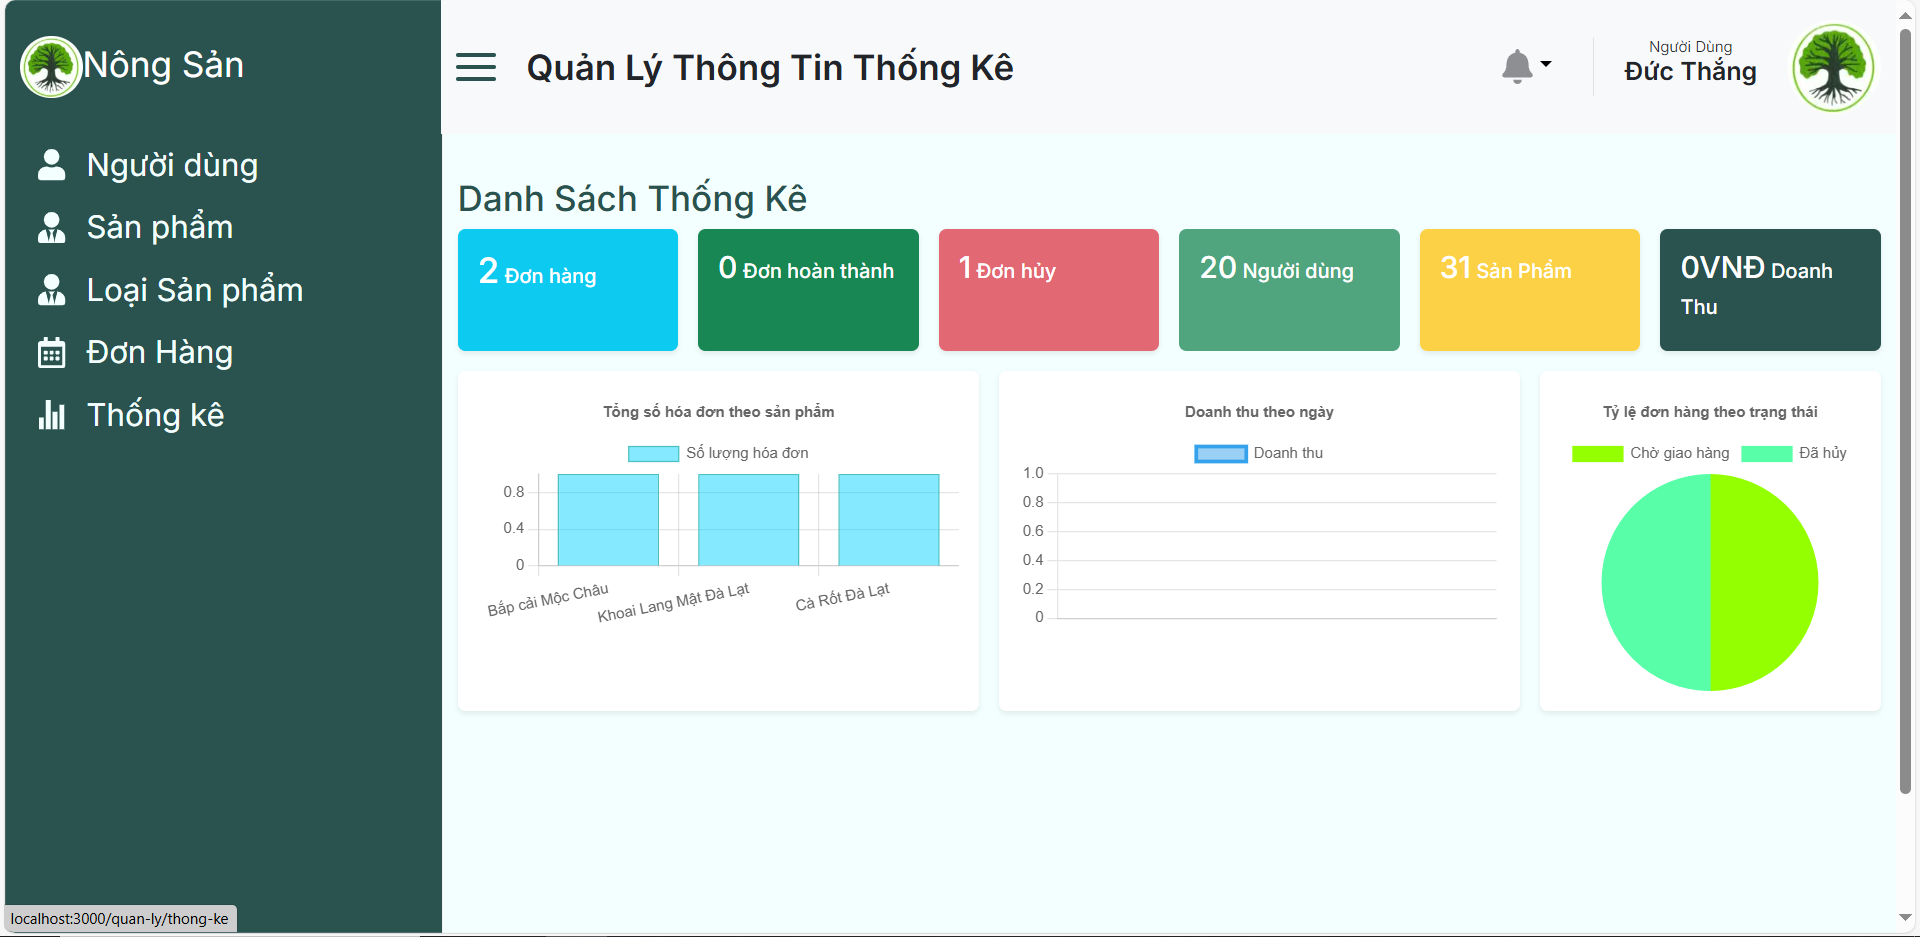 Nông Sản
Người dùng
Sản phẩm
Loại Sản phẩm
Đơn Hàng
Thống kê
Quản Lý Thông Tin Thống Kê
Người Dùng
Đức Thắng
Danh Sách Thống Kê
2 Đơn hàng
0 Đơn hoàn thành
1 Đơn hủy
20 Người dùng
31 Sản Phẩm
0VNĐ Doanh
Thu
Tổng số hóa đơn theo sản phẩm
Số lượng hóa đơn
0.8
0.4
0
Bắp cải Mộc Châu
Khoai Lang Mật Đà Lạt
Cà Rốt Đà Lạt
Doanh thu theo ngày
Doanh thu
1.0
0.8
0.6
0.4
0.2
0
Tỷ lệ đơn hàng theo trạng thái
Chờ giao hàng
Đã hủy
localhost:3000/quan-ly/thong-ke